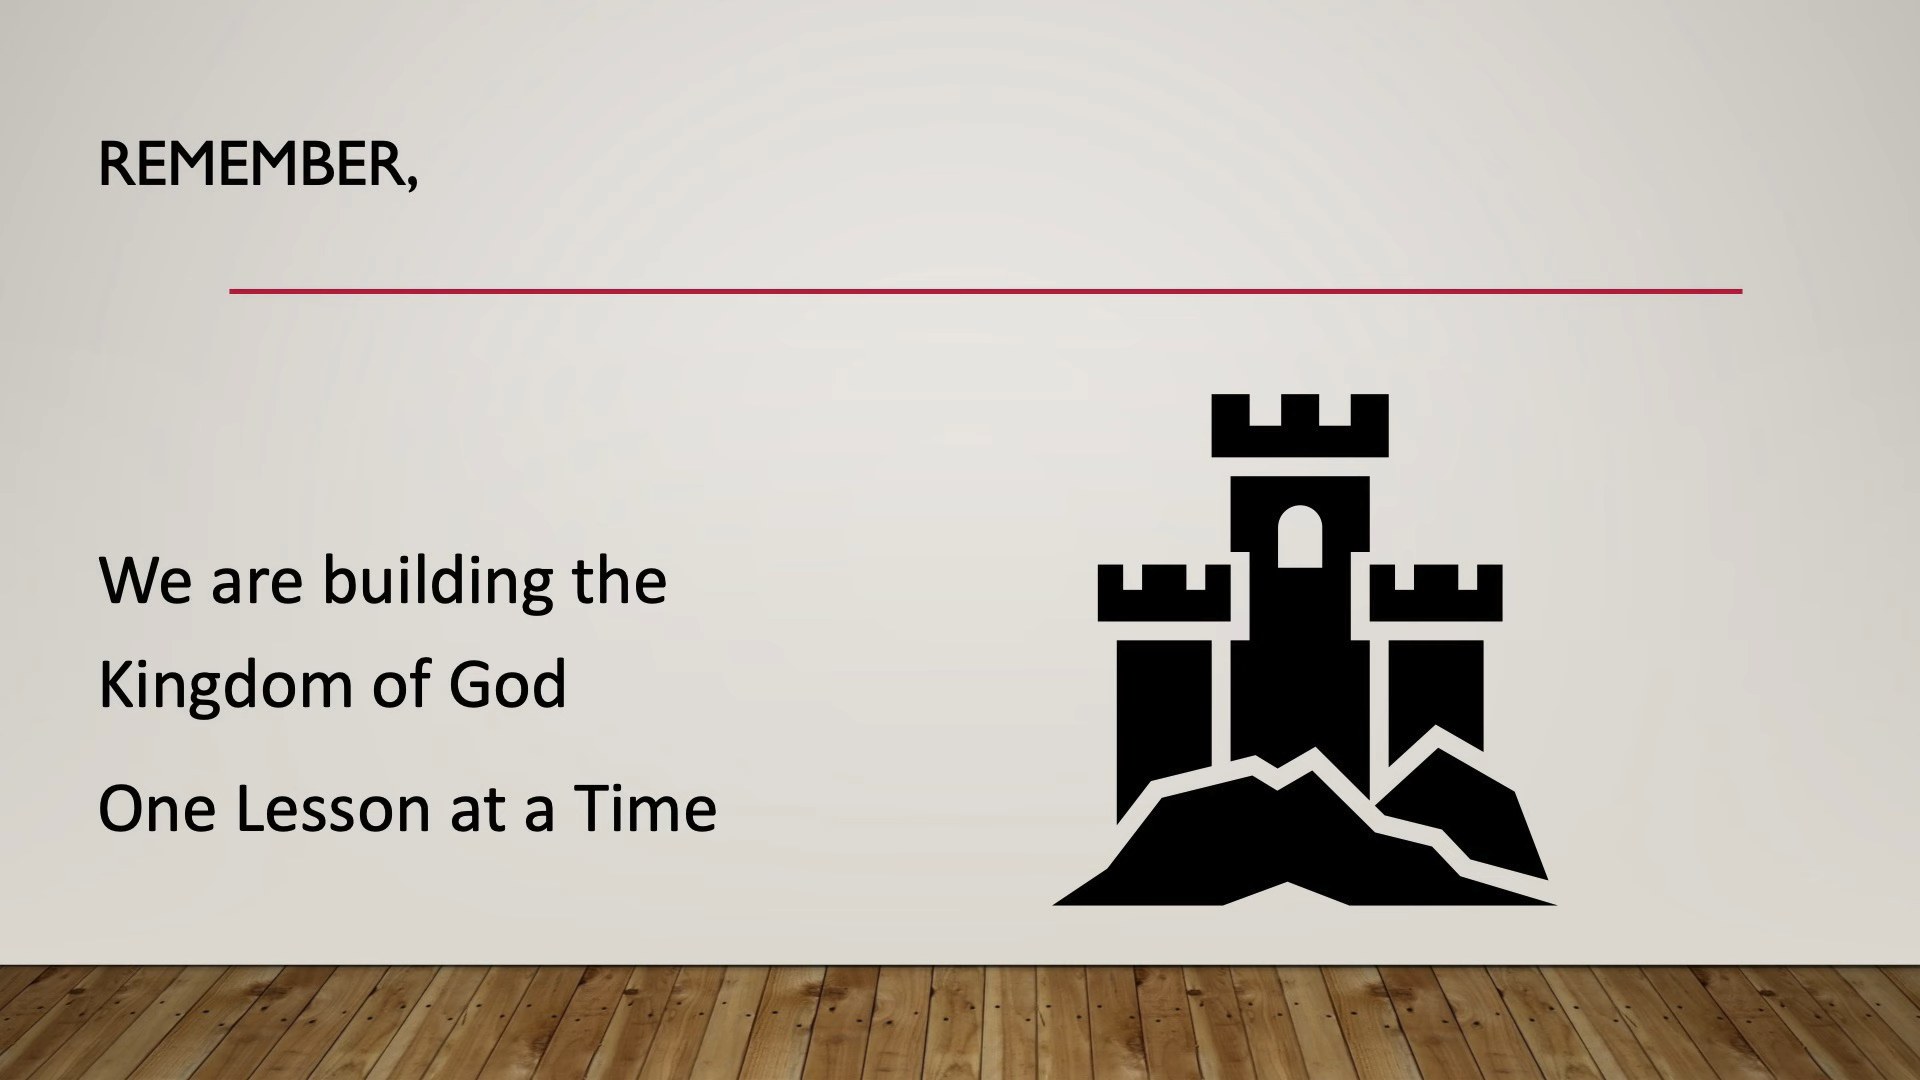 REMEMBER,
We are building the
Kingdom of God
One Lesson at a Time